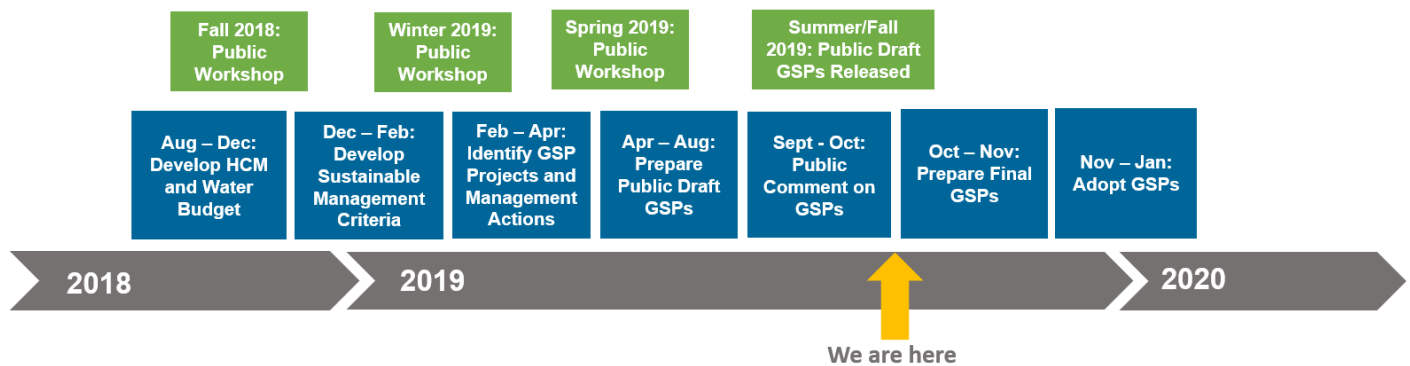 Fall 2018:
Public
Workshop
Winter 2019:
Public
Workshop
Spring 2019:
Public
Workshop
Summer/Fall
2019: Public Draft
GSPs Released
Aug – Dec:
Develop HCM
and Water
Budget
Dec – Feb:
Develop
Sustainable
Management
Criteria
Feb – Apr:
Identify GSP
Projects and
Management
Actions
Apr – Aug:
Prepare
Public Draft
GSPs
Sept - Oct:
Public
Comment on
GSPs
Oct – Nov:
Prepare Final
GSPs
Nov – Jan:
Adopt GSPs
2018
2019
2020
We are here